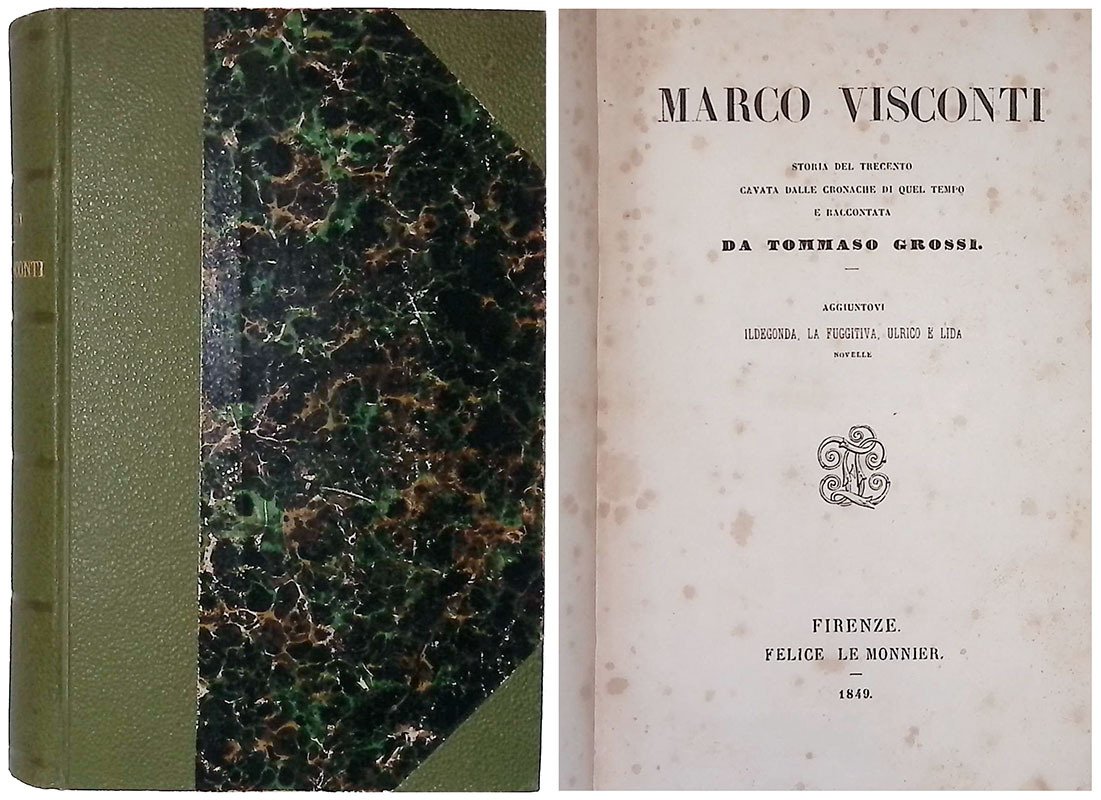 CONTI
MARCO VISCONTI
STORIA DEL TRECENTO
CAVATA DALLE CRONACHE DI QUEL TEMPO
E RACCONTATA
DA TOMMASO GROSSI.
AGGIUNTOVI
ILDEGONDA, LA FUGGITIVA, ULRICO E LIDA
NOVELLE
FIRENZE.
FELICE LE MONNIER.
1849.